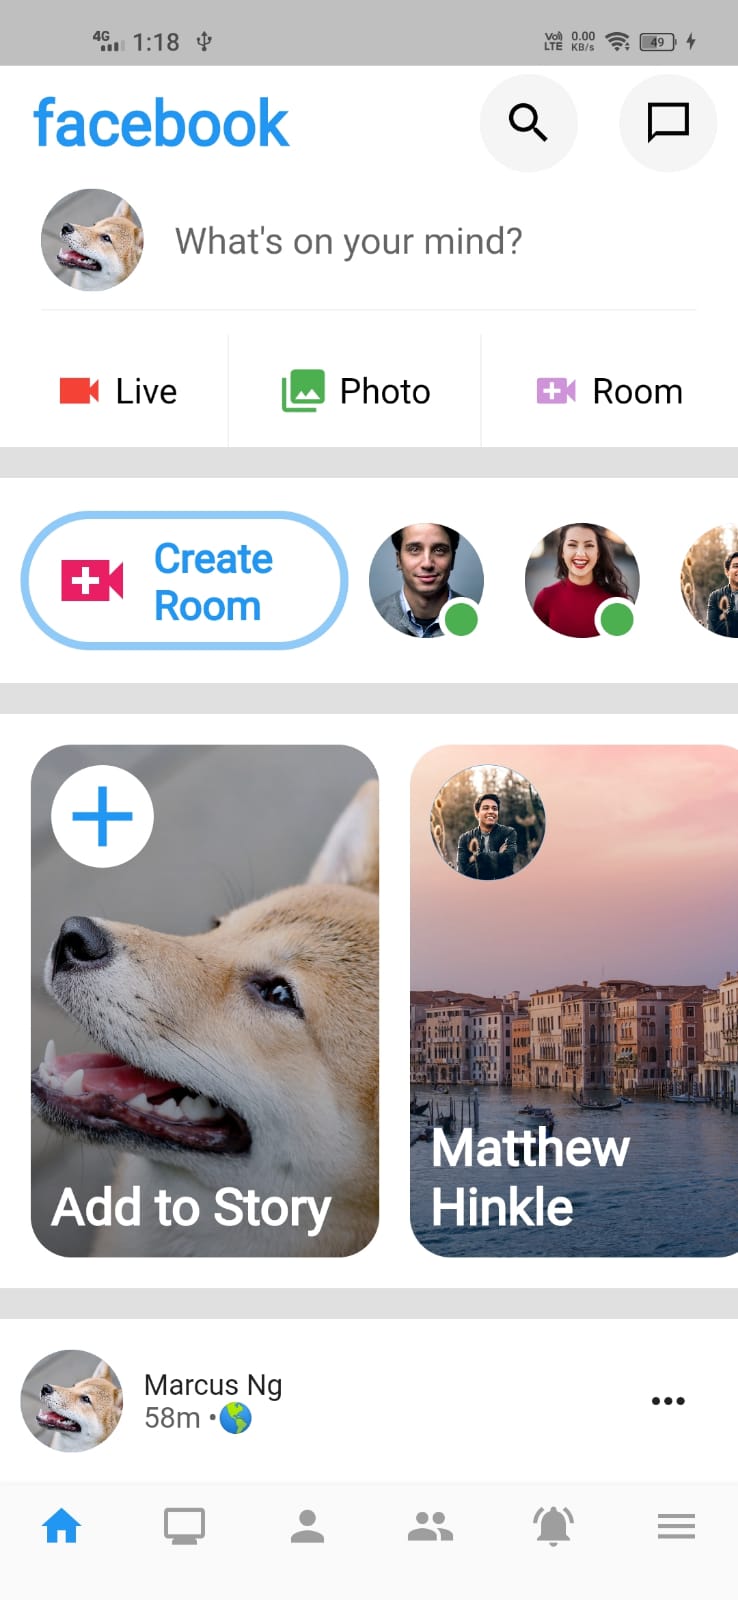 4G 1:18 Vo) LTE 0.00 KB/s 49
facebook
What's on your mind?
Live Photo Room
Create
Room
Add to Story
Matthew
Hinkle
Marcus Ng
58m •